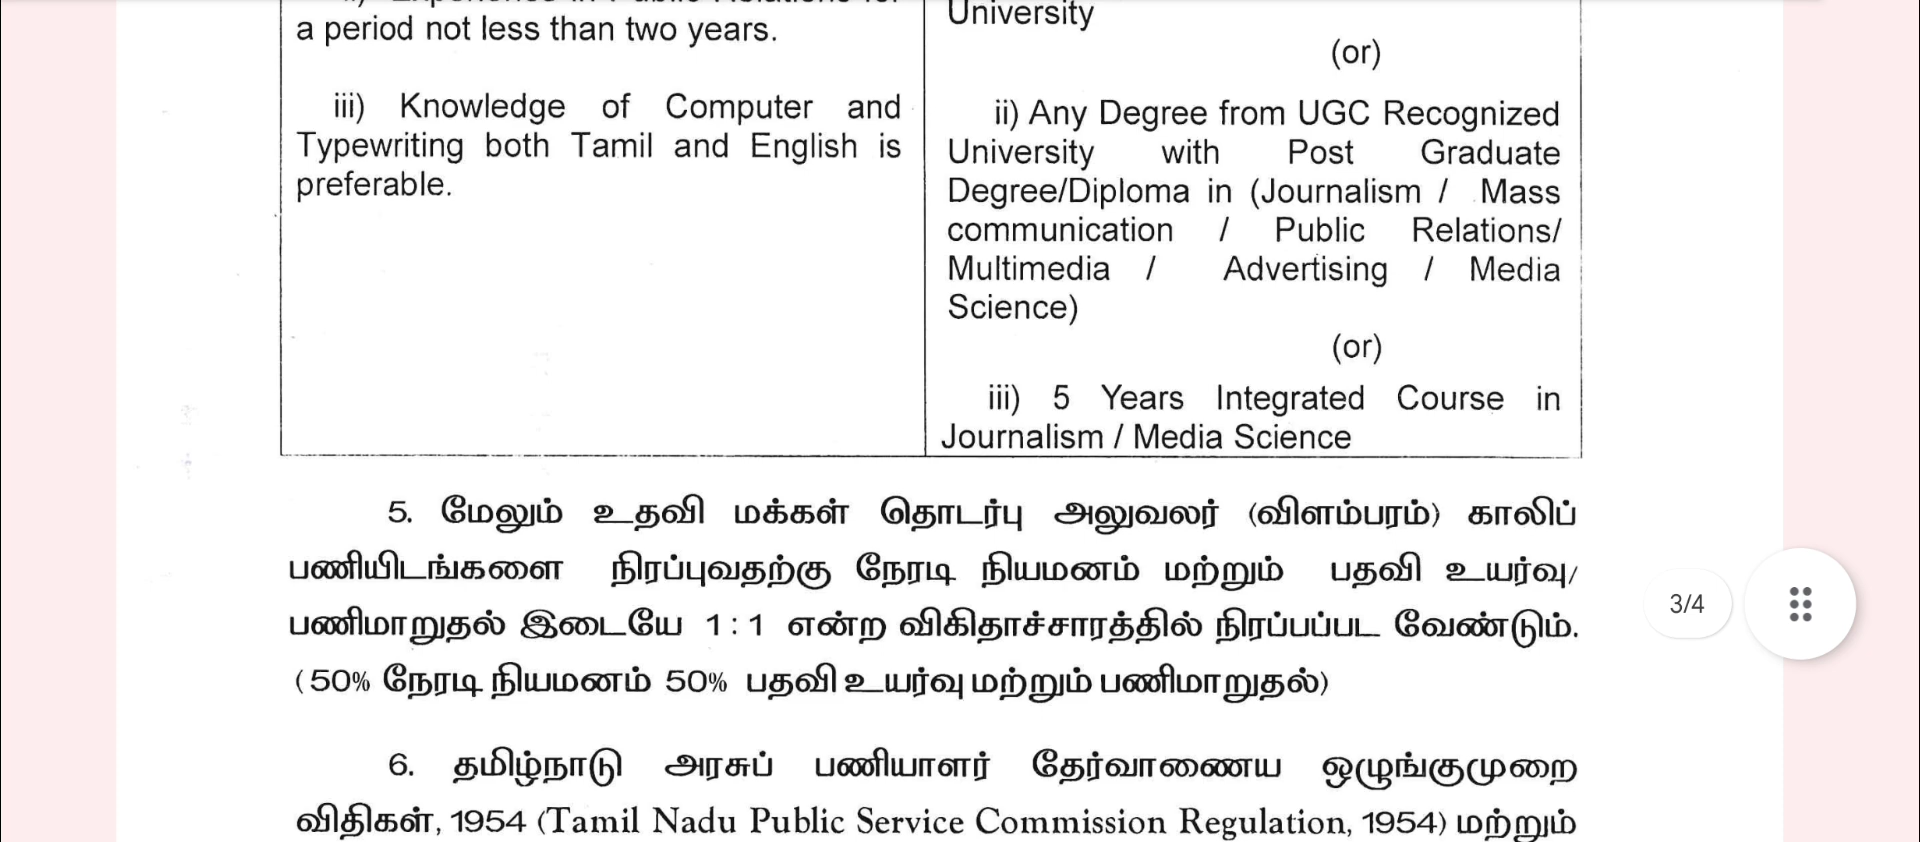 a period not less than two years.
iii) Knowledge of Computer and
Typewriting both Tamil and English is
preferable.
University
(or)
ii) Any Degree from UGC Recognized
University with Post Graduate
Degree/Diploma in (Journalism / Mass
communication / Public Relations/
Multimedia / Advertising / Media
Science)
(or)
iii) 5 Years Integrated Course in
Journalism / Media Science
5. மேலும் உதவி மக்கள் தொடர்பு அலுவலர் (விளம்பரம்) காலிப்
பணியிடங்களை நிரப்புவதற்கு நேரடி நியமனம் மற்றும் பதவி உயர்வு/
பணிமாறுதல் இடையே 1:1 என்ற விகிதாச்சாரத்தில் நிரப்பப்பட வேண்டும்.
(50% நேரடி நியமனம் 50% பதவி உயர்வு மற்றும் பணிமாறுதல்)
6. தமிழ்நாடு அரசுப் பணியாளர் தேர்வாணைய ஒழுங்குமுறை
விதிகள், 1954 (Tamil Nadu Public Service Commission Regulation, 1954) மற்றும்
3/4